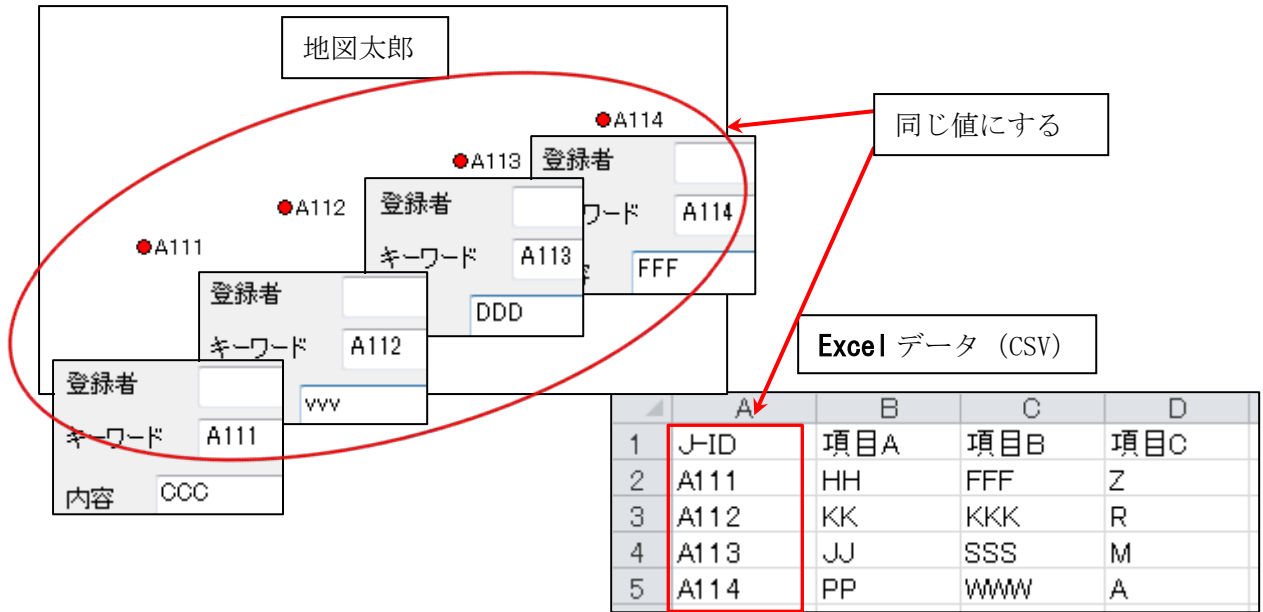 地図太郎
同じ値にする
●A114
登録者
ワード A114
FFF
●A113
登録者
キーワード A113
DDD
●A112
登録者
キーワード A112
vvv
●A111
登録者
キーワード A111
内容 CCC
Excel データ (CSV)
A B C D
1 J-ID 項目A 項目B 項目C
2 A111 HH FFF Z
3 A112 KK KKK R
4 A113 JJ SSS M
5 A114 PP WWW A